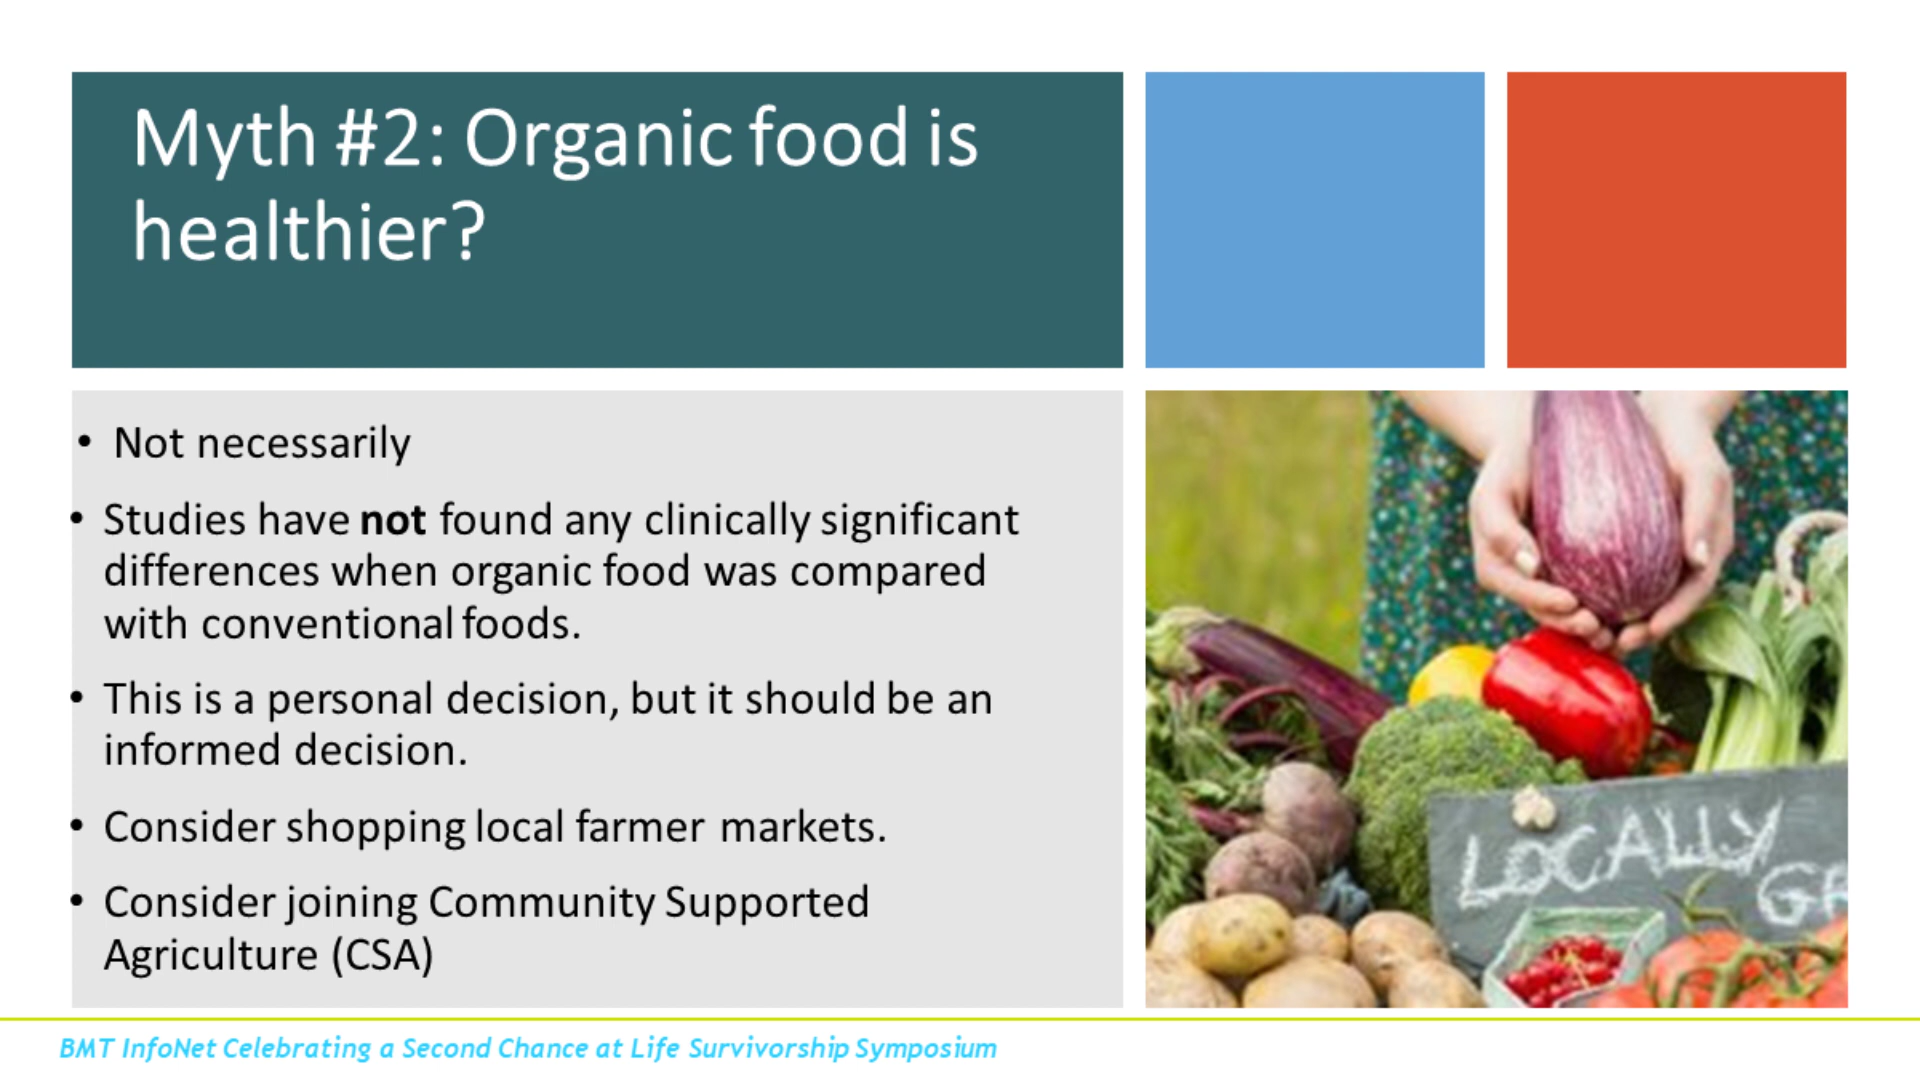 Myth #2: Organic food is
healthier?
• Not necessarily
• Studies have not found any clinically significant
differences when organic food was compared
with conventional foods.
• This is a personal decision, but it should be an
informed decision.
• Consider shopping local farmer markets.
• Consider joining Community Supported
Agriculture (CSA)
LOCALLY
BMT InfoNet Celebrating a Second Chance at Life Survivorship Symposium